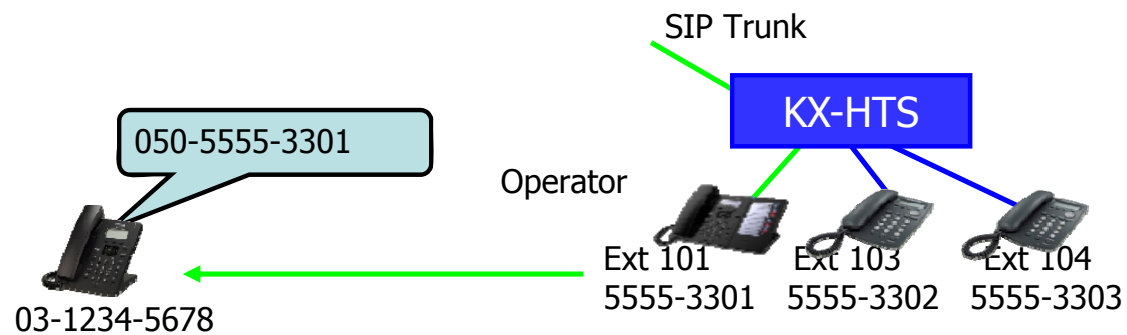 SIP Trunk
KX-HTS
050-5555-3301
Operator
Ext 101
5555-3301
Ext 103
5555-3302
Ext 104
5555-3303
03-1234-5678